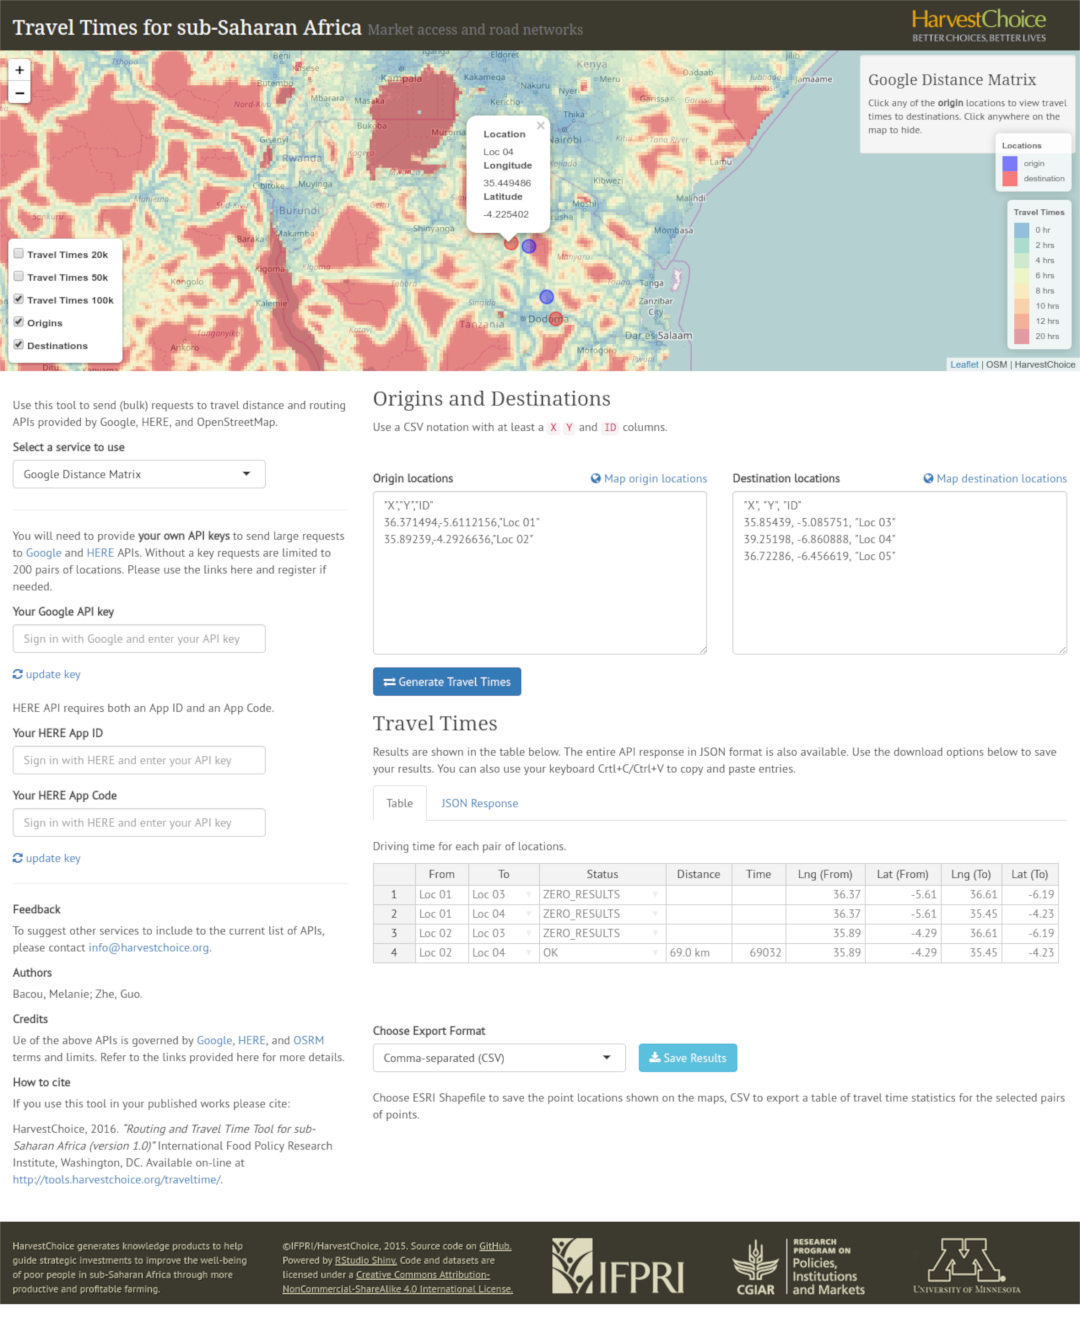 Travel Times for sub-Saharan Africa Market access and road networks
HarvestChoice
BETTER CHOICES, BETTER LIVES
+
−
Kampala
Kakamega
Eldoret
Kenya
Meru
Dadaab
Jamaame
Mbarara
Masaka
Nakuru
Nyer
Kericho
Thika
Garissa
Bukoba
Musoma
Nairobi
Rwanda
Lamu
Kibwezi
Muyinga
Moshi
Malindi
Burundi
Shinyanga
Mombasa
Baraka
Kigoma
Tabora
Singida
Tanga
Kongolo
Kalemie
Zanzibar
City
Tanzania
Dodoma
Dar es Salaam
Morogoro
Ankoro
Location
Loc 04
Longitude
35.449486
Latitude
-4.225402
×
Google Distance Matrix
Click any of the origin locations to view travel
times to destinations. Click anywhere on the
map to hide.
Locations
origin
destination
Travel Times
0 hr
2 hrs
4 hrs
6 hrs
8 hrs
10 hrs
12 hrs
20 hrs
Travel Times 20k
Travel Times 50k
Travel Times 100k
Origins
Destinations
Leaflet | OSM | HarvestChoice
Use this tool to send (bulk) requests to travel distance and routing
APIs provided by Google, HERE, and OpenStreetMap.
Select a service to use
Google Distance Matrix
You will need to provide your own API keys to send large requests
to Google and HERE APIs. Without a key requests are limited to
200 pairs of locations. Please use the links here and register if
needed.
Your Google API key
Sign in with Google and enter your API key
update key
HERE API requires both an App ID and an App Code.
Your HERE App ID
Sign in with HERE and enter your API key
Your HERE App Code
Sign in with HERE and enter your API key
update key
Feedback
To suggest other services to include to the current list of APIs,
please contact info@harvestchoice.org.
Authors
Bacou, Melanie; Zhe, Guo.
Credits
Ue of the above APIs is governed by Google, HERE, and OSRM
terms and limits. Refer to the links provided here for more details.
How to cite
If you use this tool in your published works please cite:
HarvestChoice, 2016. "Routing and Travel Time Tool for sub-
Saharan Africa (version 1.0)" International Food Policy Research
Institute, Washington, DC. Available on-line at
http://tools.harvestchoice.org/traveltime/.
Origins and Destinations
Use a CSV notation with at least a X Y and ID columns.
Origin locations Map origin locations
"X","Y","ID"
36.371494,-5.6112156,"Loc 01"
35.89239,-4.2926636,"Loc 02"
Destination locations Map destination locations
"X", "Y", "ID"
35.85439, -5.085751, "Loc 03"
39.25198, -6.860888, "Loc 04"
36.72286, -6.456619, "Loc 05"
Generate Travel Times
Travel Times
Results are shown in the table below. The entire API response in JSON format is also available. Use the download options below to save
your results. You can also use your keyboard Crtl+C/Ctrl+V to copy and paste entries.
Table JSON Response
Driving time for each pair of locations.
From To Status Distance Time Lng (From) Lat (From) Lng (To) Lat (To)
1 Loc 01 Loc 03 ZERO_RESULTS 36.37 -5.61 36.61 -6.19
2 Loc 01 Loc 04 ZERO_RESULTS 36.37 -5.61 35.45 -4.23
3 Loc 02 Loc 03 ZERO_RESULTS 35.89 -4.29 36.61 -6.19
4 Loc 02 Loc 04 OK 69.0 km 69032 35.89 -4.29 35.45 -4.23
Choose Export Format
Comma-separated (CSV)
Save Results
Choose ESRI Shapefile to save the point locations shown on the maps, CSV to export a table of travel time statistics for the selected pairs
of points.
HarvestChoice generates knowledge products to help
guide strategic investments to improve the well-being
of poor people in sub-Saharan Africa through more
productive and profitable farming.
©IFPRI/HarvestChoice, 2015. Source code on GitHub.
Powered by RStudio Shiny. Code and datasets are
licensed under a Creative Commons Attribution-
NonCommercial-ShareAlike 4.0 International License.
IFPRI
CGIAR
RESEARCH
PROGRAM ON
Policies,
Institutions
and Markets
M
UNIVERSITY OF MINNESOTA